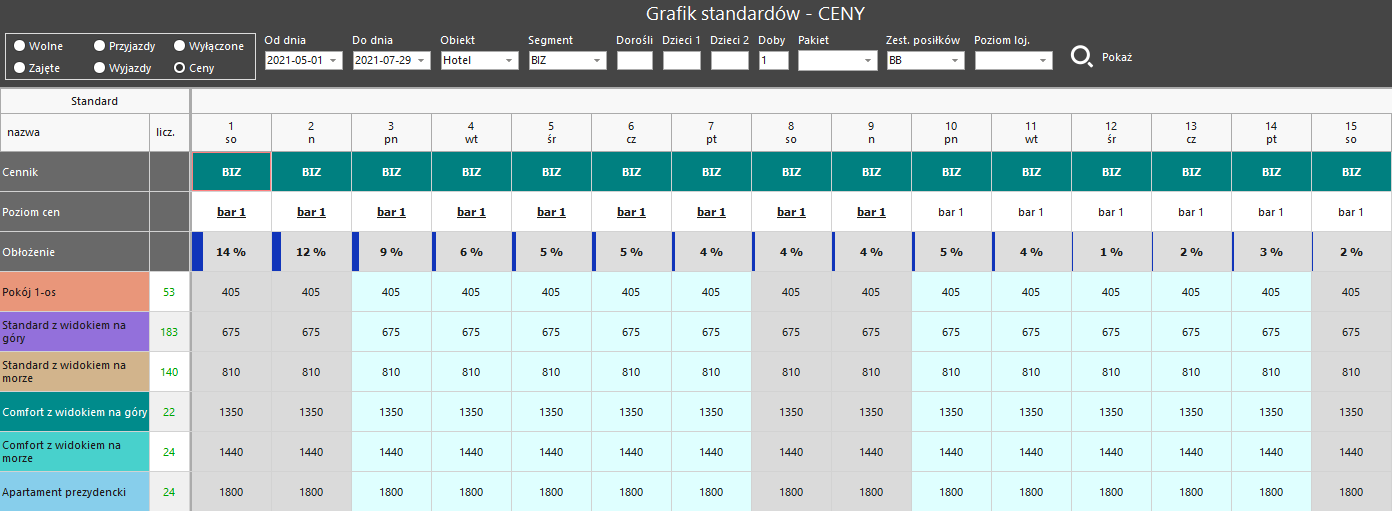 Grafik standardów - CENY
Wolne Przyjazdy Wyłączone
Zajęte Wyjazdy Ceny
Od dnia Do dnia Obiekt Segment Dorośli Dzieci 1 Dzieci 2 Doby Pakiet Zest. posiłków Poziom loj.
2021-05-01 2021-07-29 Hotel BIZ 1 BB
Pokaż
Standard
nazwa licz. 1 2 3 4 5 6 7 8 9 10 11 12 13 14 15
so n pn wt śr cz pt so n pn wt śr cz pt so
Cennik BIZ BIZ BIZ BIZ BIZ BIZ BIZ BIZ BIZ BIZ BIZ BIZ BIZ BIZ BIZ
Poziom cen bar 1 bar 1 bar 1 bar 1 bar 1 bar 1 bar 1 bar 1 bar 1 bar 1 bar 1 bar 1 bar 1 bar 1 bar 1
Obłożenie 14 % 12 % 9 % 6 % 5 % 5 % 4 % 4 % 4 % 5 % 4 % 1 % 2 % 3 % 2 %
Pokój 1-os 53 405 405 405 405 405 405 405 405 405 405 405 405 405 405 405
Standard z widokiem na
góry 183 675 675 675 675 675 675 675 675 675 675 675 675 675 675 675
Standard z widokiem na
morze 140 810 810 810 810 810 810 810 810 810 810 810 810 810 810 810
Comfort z widokiem na góry 22 1350 1350 1350 1350 1350 1350 1350 1350 1350 1350 1350 1350 1350 1350 1350
Comfort z widokiem na
morze 24 1440 1440 1440 1440 1440 1440 1440 1440 1440 1440 1440 1440 1440 1440 1440
Apartament prezydencki 24 1800 1800 1800 1800 1800 1800 1800 1800 1800 1800 1800 1800 1800 1800 1800